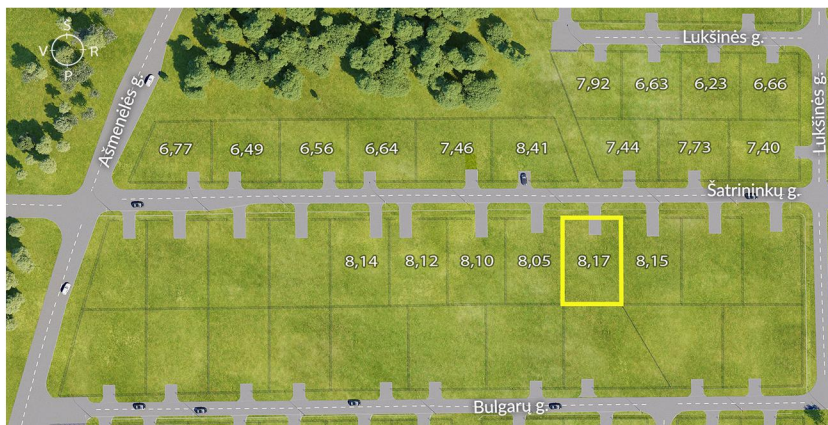 Š
V R
P
Lukšinės g.
Ašmenėlės g.
7,92 6,63 6,23 6,66
Lukšinės g.
6,77 6,49 6,56 6,64 7,46 8,41 7,44 7,73 7,40
Šatrininkų g.
8,14 8,12 8,10 8,05 8,17 8,15
Bulgarų g.